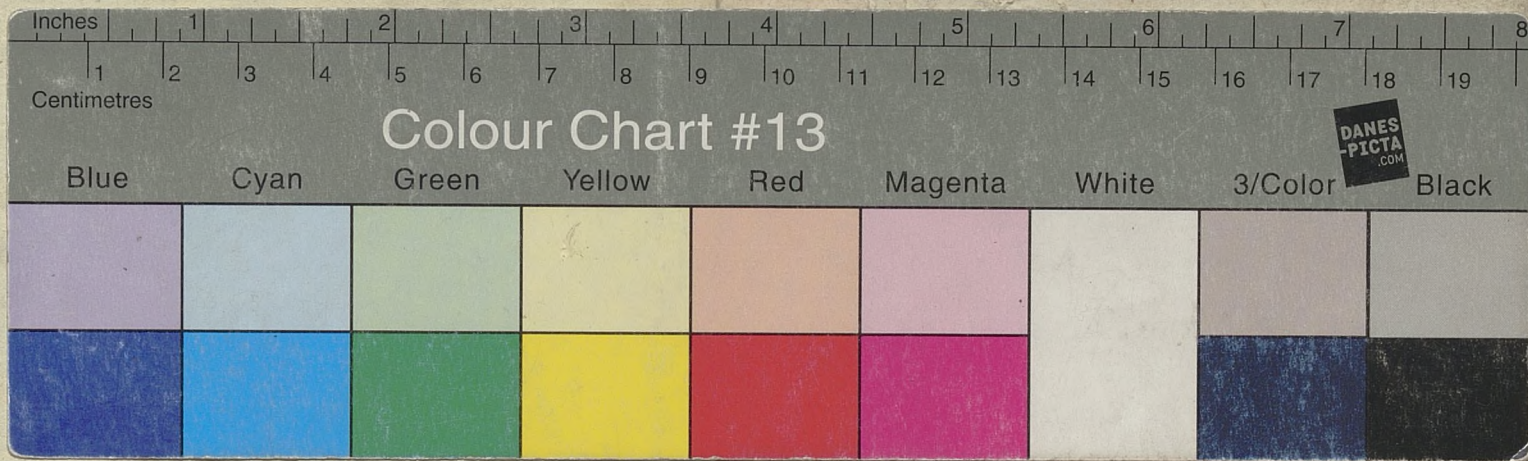 Inches 1 2 3 4 5 6 7 8
1 2 3 4 5 6 7 8 9 10 11 12 13 14 15 16 17 18 19
Centimetres
Colour Chart #13
DANES
-PICTA
.COM
Blue Cyan Green Yellow Red Magenta White 3/Color Black